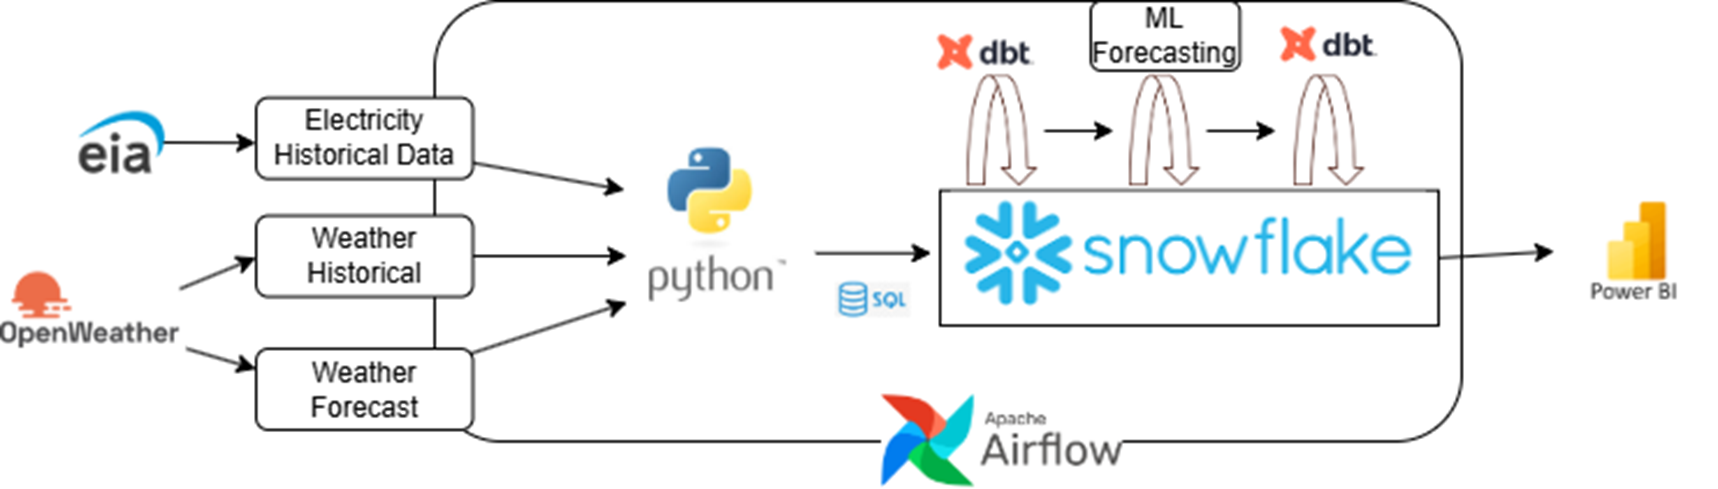 eia
Electricity
Historical Data
OpenWeather
Weather
Historical
Weather
Forecast
python™
SQL
dbt
ML
Forecasting
dbt
snowflake
Power BI
Apache
Airflow